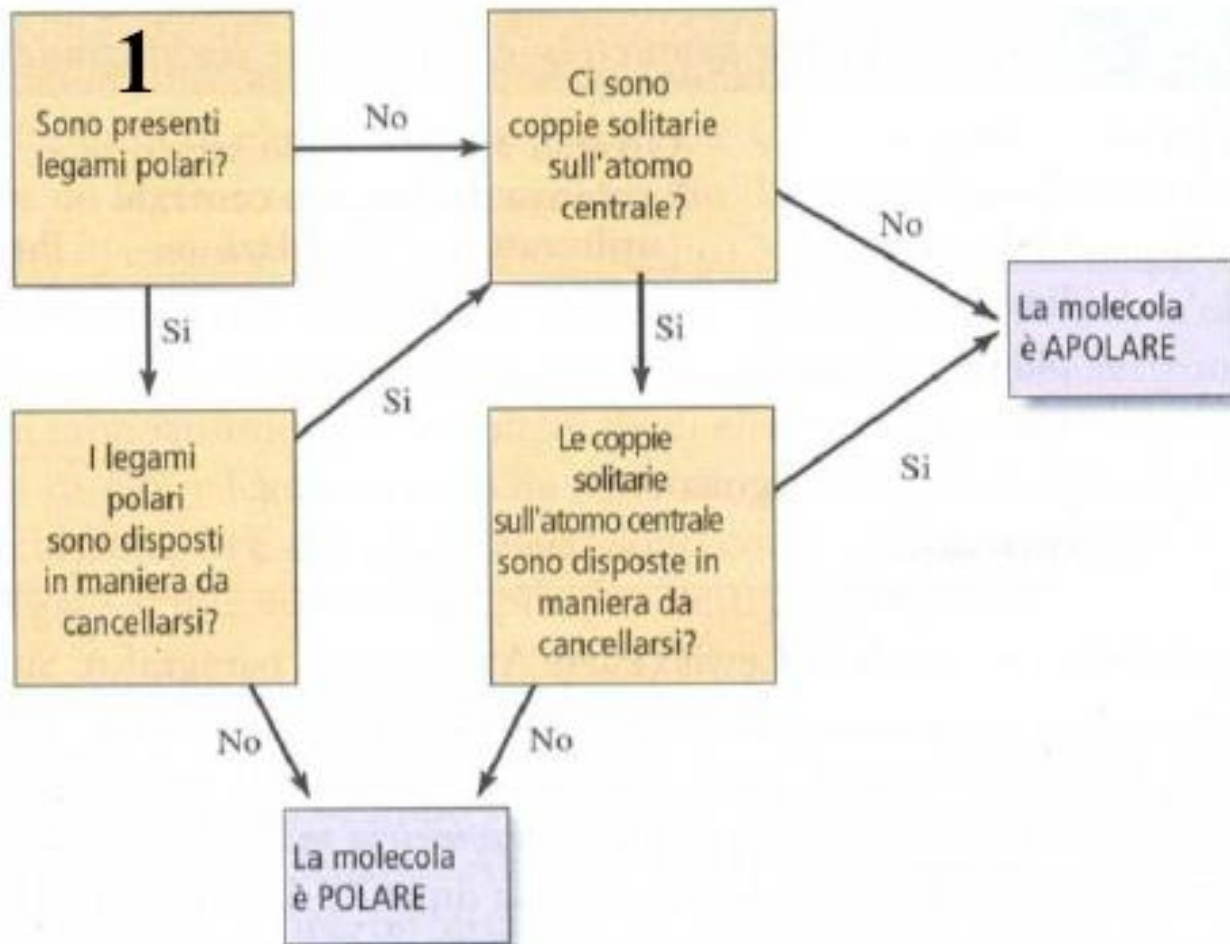 1
Sono presenti
legami polari?
No
Ci sono
coppie solitarie
sull'atomo
centrale?
No
Si
Si
Si
La molecola
è APOLARE
I legami
polari
sono disposti
in maniera da
cancellarsi?
Le coppie
solitarie
sull'atomo centrale
sono disposte in
maniera da
cancellarsi?
Si
No
No
La molecola
è POLARE